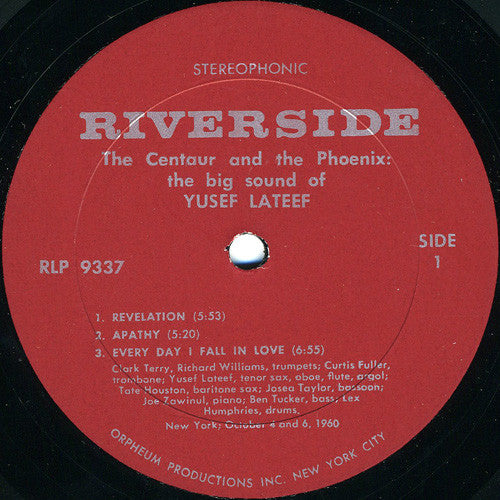 STEREOPHONIC
RIVERSIDE
The Centaur and the Phoenix:
the big sound of
YUSEF LATEEF
RLP 9337
SIDE
1
1. REVELATION (5:53)
2. APATHY (5:20)
3. EVERY DAY I FALL IN LOVE (6:55)
Clark Terry, Richard Williams, trumpets; Curtis Fuller,
trombone; Yusef Lateef, tenor sax, oboe, flute, argol;
Tate Houston, baritone sax; Josea Taylor, bassoon;
Joe Zawinul, piano; Ben Tucker, bass; Lex
Humphries, drums.
New York; October 4 and 6, 1960
ORPHEUM PRODUCTIONS INC. NEW YORK CITY